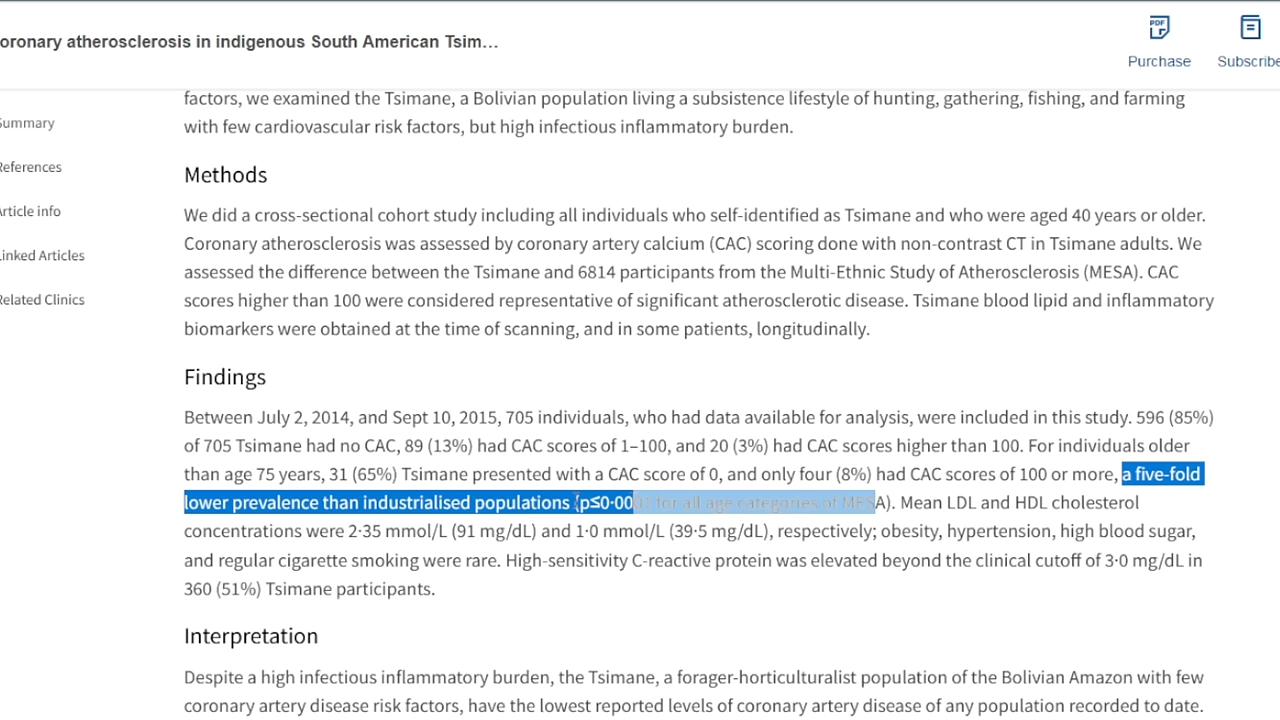 oronary atherosclerosis in indigenous South American Tsim…
Purchase
Subscribe
factors, we examined the Tsimane, a Bolivian population living a subsistence lifestyle of hunting, gathering, fishing, and farming
with few cardiovascular risk factors, but high infectious inflammatory burden.
Summary
References
Article info
Linked Articles
Related Clinics
Methods
We did a cross-sectional cohort study including all individuals who self-identified as Tsimane and who were aged 40 years or older.
Coronary atherosclerosis was assessed by coronary artery calcium (CAC) scoring done with non-contrast CT in Tsimane adults. We
assessed the difference between the Tsimane and 6814 participants from the Multi-Ethnic Study of Atherosclerosis (MESA). CAC
scores higher than 100 were considered representative of significant atherosclerotic disease. Tsimane blood lipid and inflammatory
biomarkers were obtained at the time of scanning, and in some patients, longitudinally.
Findings
Between July 2, 2014, and Sept 10, 2015, 705 individuals, who had data available for analysis, were included in this study. 596 (85%)
of 705 Tsimane had no CAC, 89 (13%) had CAC scores of 1–100, and 20 (3%) had CAC scores higher than 100. For individuals older
than age 75 years, 31 (65%) Tsimane presented with a CAC score of 0, and only four (8%) had CAC scores of 100 or more, a five-fold
lower prevalence than industrialised populations (p≤0·0001 for all age categories of MESA). Mean LDL and HDL cholesterol
concentrations were 2·35 mmol/L (91 mg/dL) and 1·0 mmol/L (39·5 mg/dL), respectively; obesity, hypertension, high blood sugar,
and regular cigarette smoking were rare. High-sensitivity C-reactive protein was elevated beyond the clinical cutoff of 3·0 mg/dL in
360 (51%) Tsimane participants.
Interpretation
Despite a high infectious inflammatory burden, the Tsimane, a forager-horticulturalist population of the Bolivian Amazon with few
coronary artery disease risk factors, have the lowest reported levels of coronary artery disease of any population recorded to date.